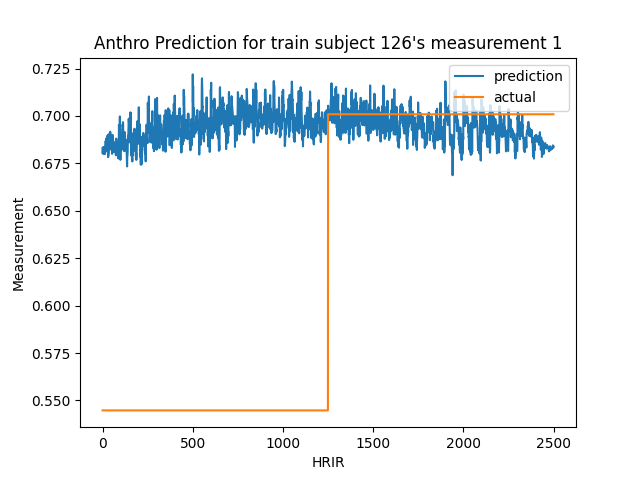 Anthro Prediction for train subject 126's measurement 1
prediction
actual
0.725
0.700
0.675
0.650
0.625
0.600
0.575
0.550
Measurement
0 500 1000 1500 2000 2500
HRIR